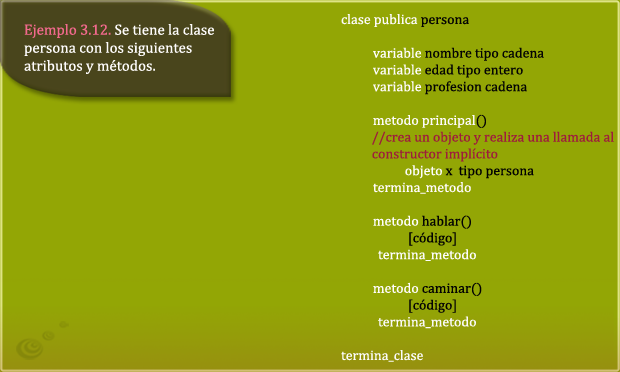 Ejemplo 3.12. Se tiene la clase
persona con los siguientes
atributos y métodos.
clase publica persona
variable nombre tipo cadena
variable edad tipo entero
variable profesion cadena
metodo principal()
//crea un objeto y realiza una llamada al
constructor implícito
objeto x tipo persona
termina_metodo
metodo hablar()
[código]
termina_metodo
metodo caminar()
[código]
termina_metodo
termina_clase